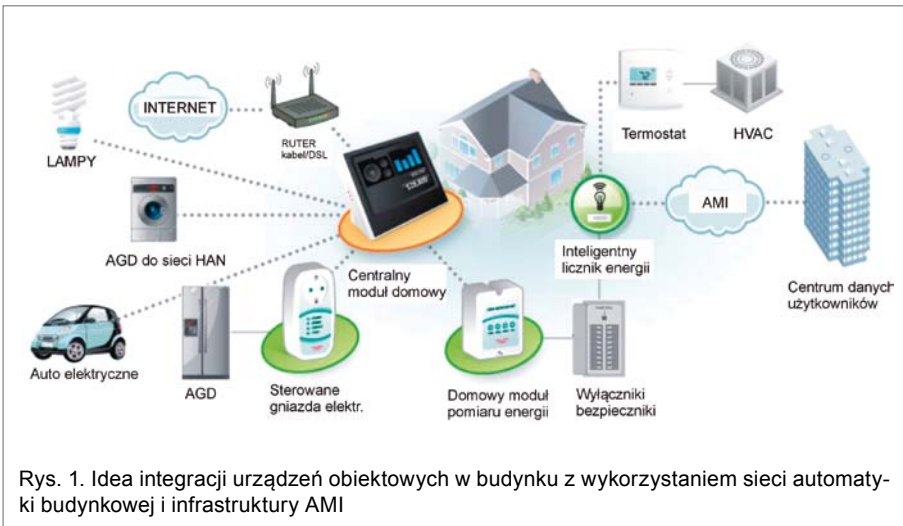 INTERNET
RUTER
kabel/DSL
LAMPY
Termostat
HVAC
AMI
AGD do sieci HAN
Centralny
moduł domowy
Inteligentny
licznik energii
Centrum danych
użytkowników
Auto elektryczne
AGD
Sterowane
gniazda elektr.
Domowy moduł
pomiaru energii
Wyłączniki
bezpieczniki
Rys. 1. Idea integracji urządzeń obiektowych w budynku z wykorzystaniem sieci automaty-
ki budynkowej i infrastruktury AMI